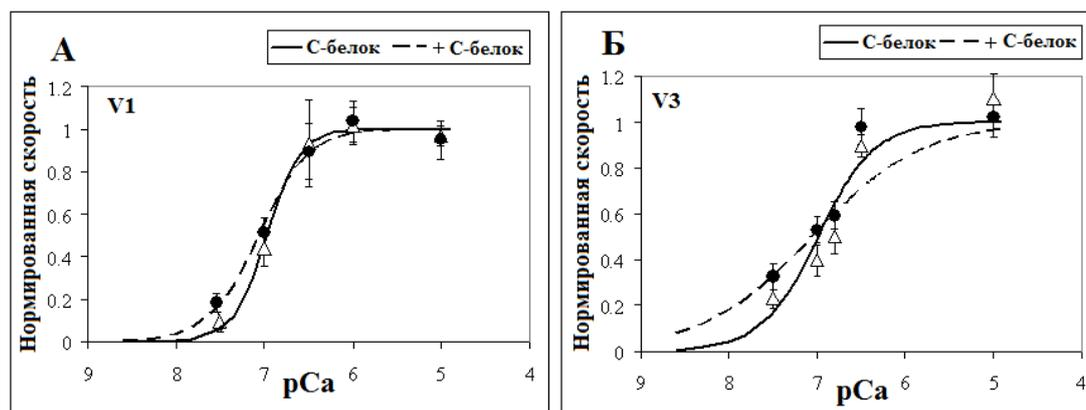 А
С-белок + С-белок
Нормированная скорость
V1
1.2
1
0.8
0.6
0.4
0.2
0
9 8 7 6 5 4
pCa
Б
С-белок + С-белок
Нормированная скорость
V3
1.2
1
0.8
0.6
0.4
0.2
0
9 8 7 6 5 4
pCa